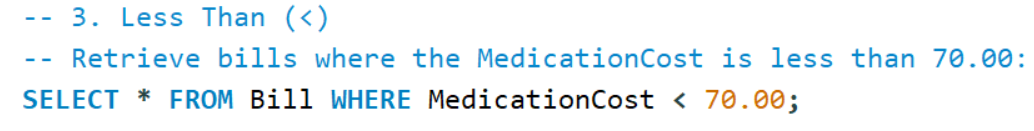 -- 3. Less Than (<)
-- Retrieve bills where the MedicationCost is less than 70.00:
SELECT * FROM Bill WHERE MedicationCost < 70.00;